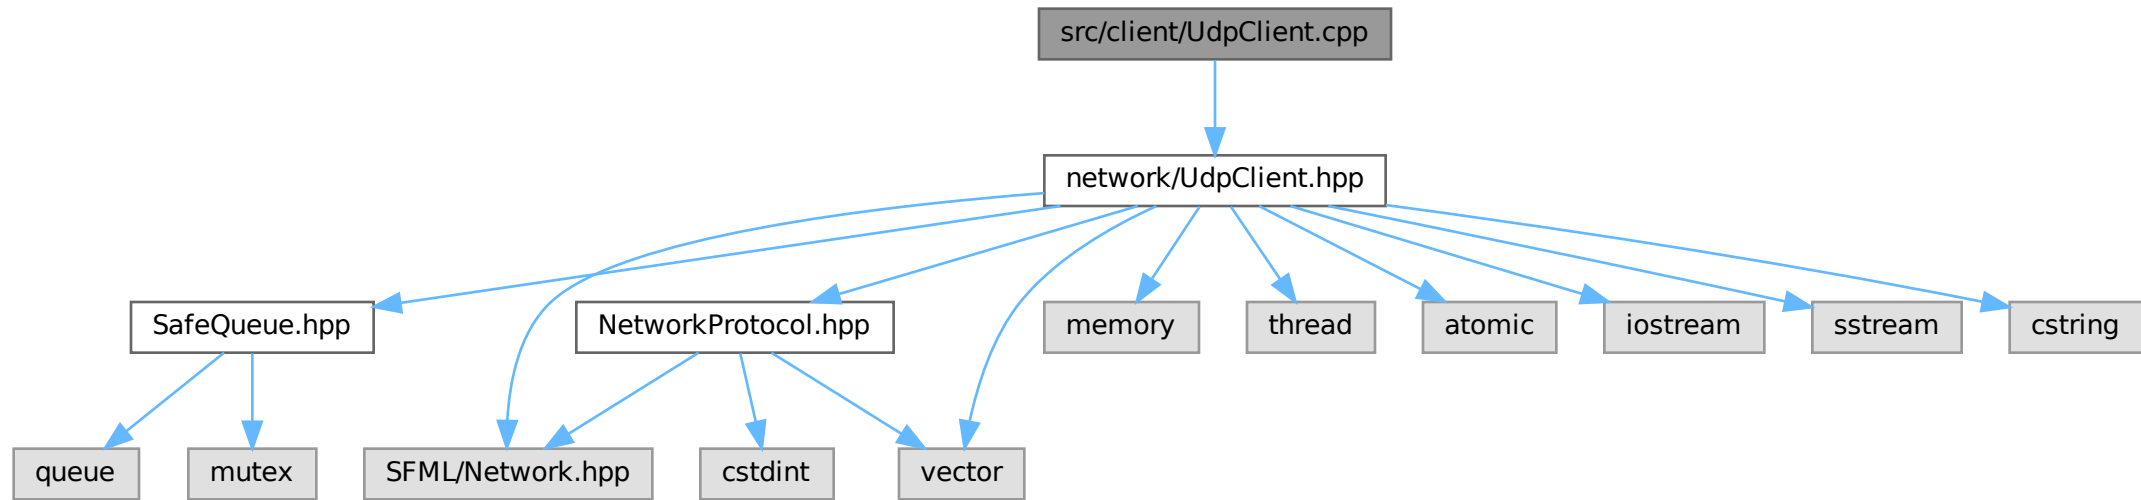 src/client/UdpClient.cpp
network/UdpClient.hpp
SafeQueue.hpp
NetworkProtocol.hpp
memory
thread
atomic
iostream
sstream
cstring
queue
mutex
SFML/Network.hpp
cstdint
vector